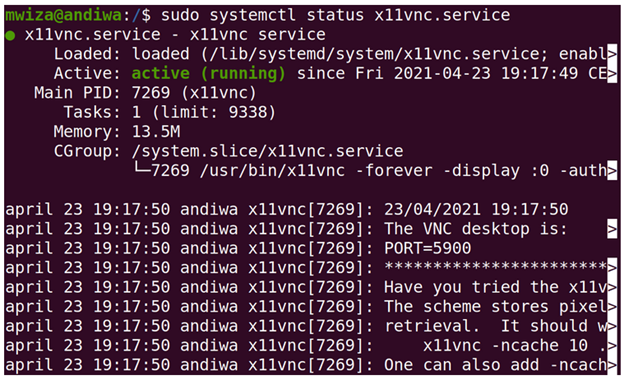 mwiza@andiwa:/$ sudo systemctl status x11vnc.service
● x11vnc.service - x11vnc service
     Loaded: loaded (/lib/systemd/system/x11vnc.service; enabl>
     Active: active (running) since Fri 2021-04-23 19:17:49 CE>
   Main PID: 7269 (x11vnc)
      Tasks: 1 (limit: 9338)
     Memory: 13.5M
     CGroup: /system.slice/x11vnc.service
             └─7269 /usr/bin/x11vnc -forever -display :0 -auth>

april 23 19:17:50 andiwa x11vnc[7269]: 23/04/2021 19:17:50
april 23 19:17:50 andiwa x11vnc[7269]: The VNC desktop is:    >
april 23 19:17:50 andiwa x11vnc[7269]: PORT=5900
april 23 19:17:50 andiwa x11vnc[7269]: ***********************>
april 23 19:17:50 andiwa x11vnc[7269]: Have you tried the x11v>
april 23 19:17:50 andiwa x11vnc[7269]: The scheme stores pixel>
april 23 19:17:50 andiwa x11vnc[7269]: retrieval.  It should w>
april 23 19:17:50 andiwa x11vnc[7269]:     x11vnc -ncache 10 .>
april 23 19:17:50 andiwa x11vnc[7269]: One can also add -ncach>